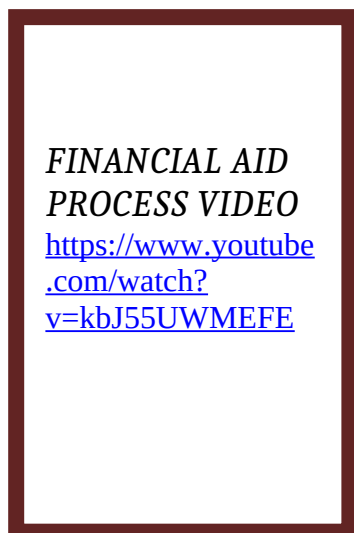 FINANCIAL AID
PROCESS VIDEO
https://www.youtube
.com/watch?
v=kbJ55UWMEFE